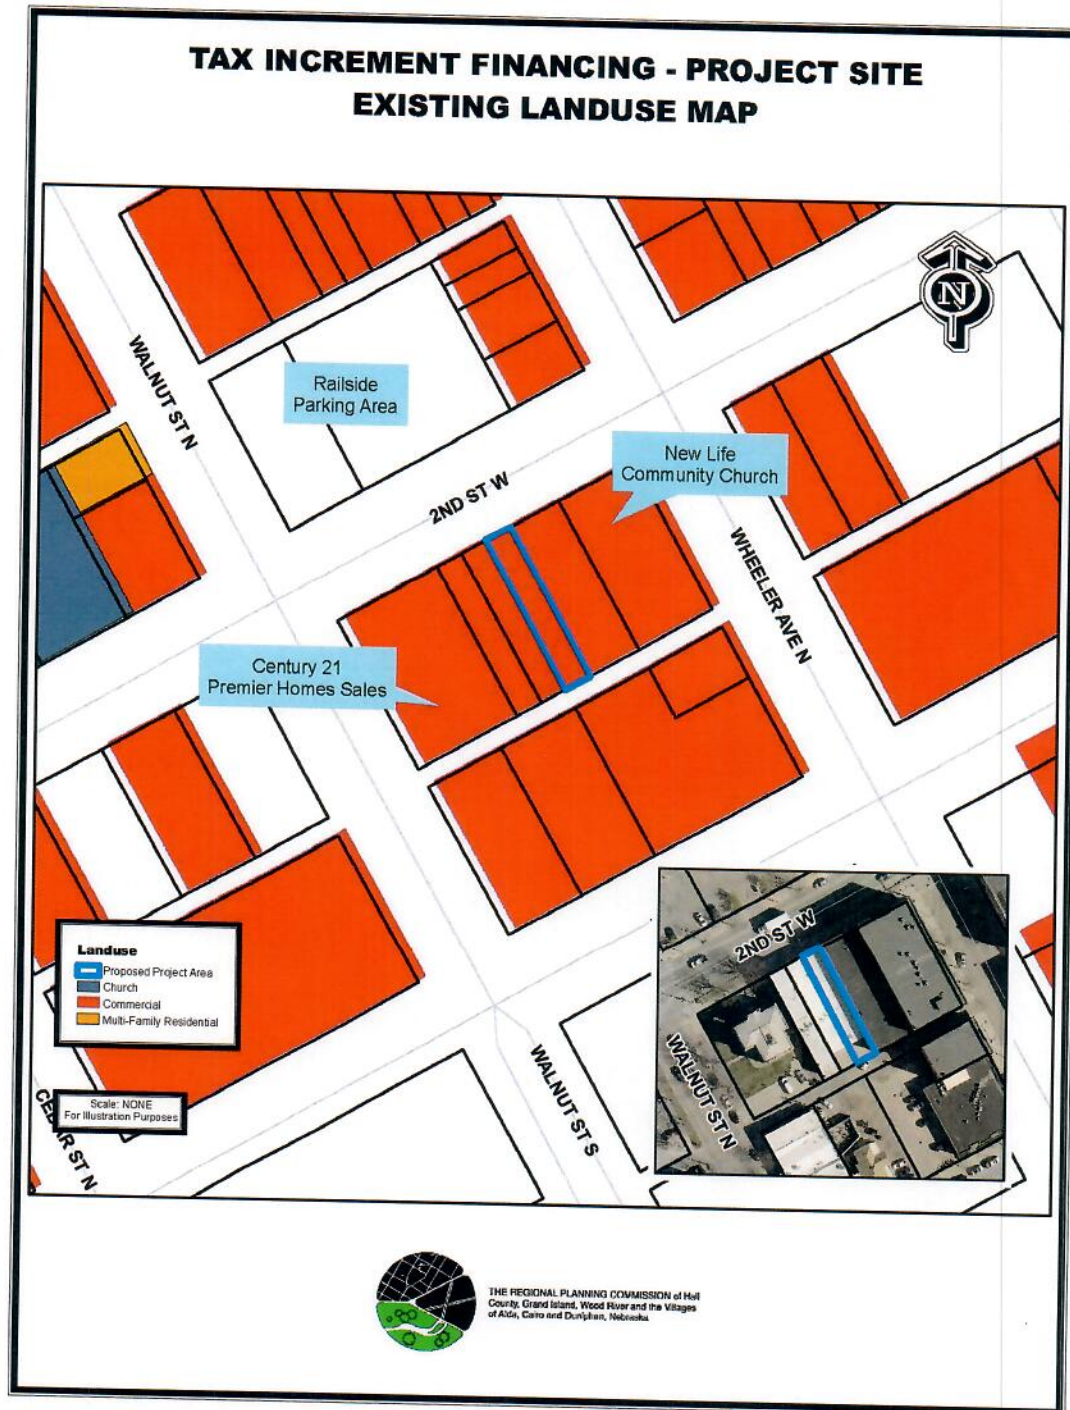 TAX INCREMENT FINANCING - PROJECT SITE
EXISTING LANDUSE MAP
N
WALNUT ST N
Railside
Parking Area
2ND ST W
New Life
Community Church
WHEELER AVE N
Century 21
Premier Homes Sales
Landuse
Proposed Project Area
Church
Commercial
Multi-Family Residential
Scale: NONE
For Illustration Purposes
CEDAR ST N
WALNUT ST S
2ND ST W
WALNUT ST N
THE REGIONAL PLANNING COMMISSION of Hall
County, Grand Island, Wood River and the Villages
of Alda, Cairo and Doniphan, Nebraska